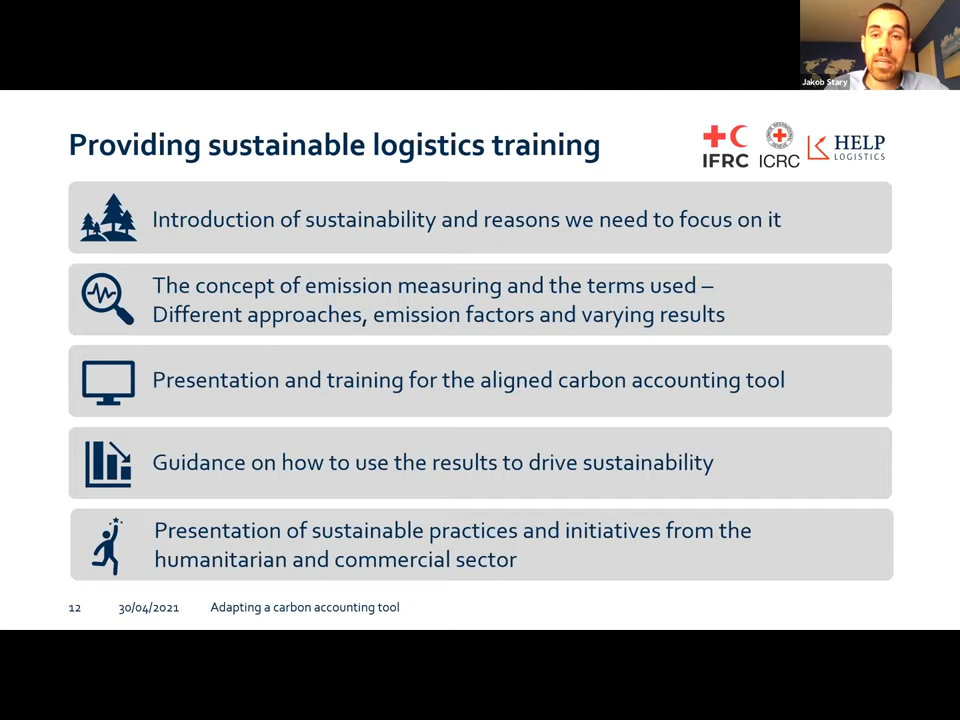 Jakob Stary
Providing sustainable logistics training
IFRC
ICRC
HELP
LOGISTICS
Introduction of sustainability and reasons we need to focus on it
The concept of emission measuring and the terms used –
Different approaches, emission factors and varying results
Presentation and training for the aligned carbon accounting tool
Guidance on how to use the results to drive sustainability
Presentation of sustainable practices and initiatives from the
humanitarian and commercial sector
12 30/04/2021 Adapting a carbon accounting tool